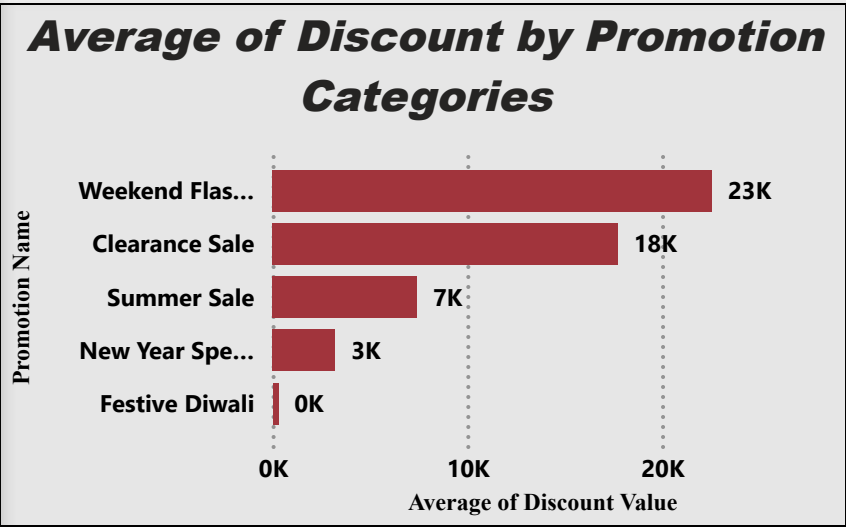 Average of Discount by Promotion
Categories
Promotion Name
Weekend Flas...
23K
Clearance Sale
18K
Summer Sale
7K
New Year Spe...
3K
Festive Diwali
0K
0K
10K
20K
Average of Discount Value